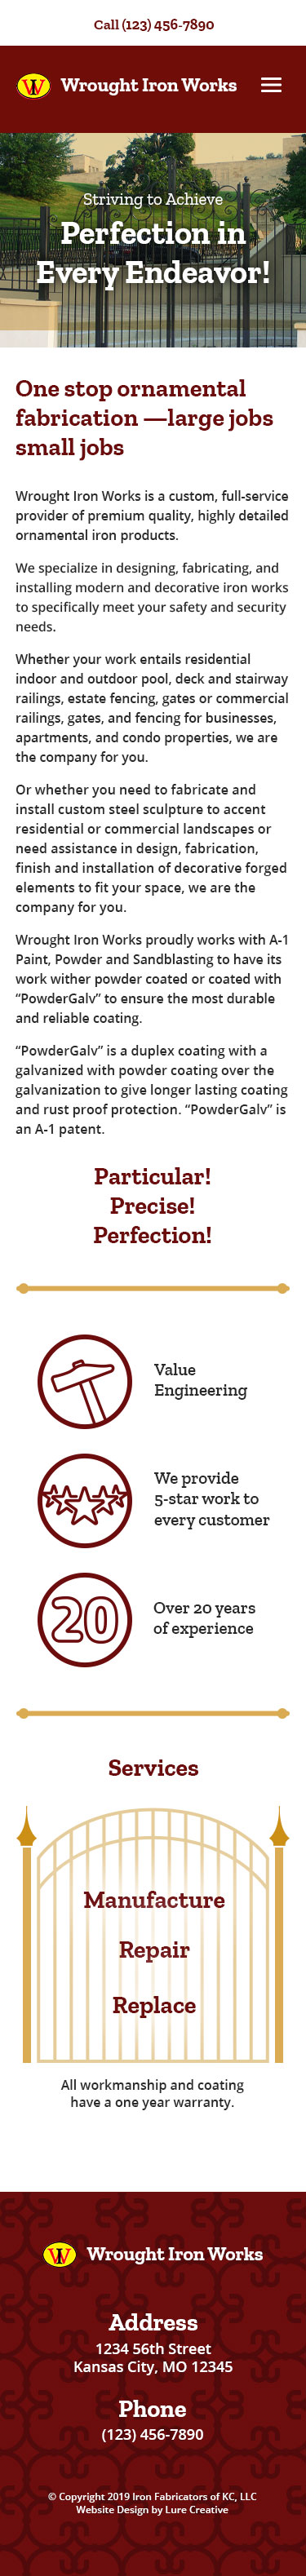 Call (123) 456-7890
Wrought Iron Works
Striving to Achieve
Perfection in
Every Endeavor!
One stop ornamental
fabrication —large jobs
small jobs
Wrought Iron Works is a custom, full-service
provider of premium quality, highly detailed
ornamental iron products.
We specialize in designing, fabricating, and
installing modern and decorative iron works
to specifically meet your safety and security
needs.
Whether your work entails residential
indoor and outdoor pool, deck and stairway
railings, estate fencing, gates or commercial
railings, gates, and fencing for businesses,
apartments, and condo properties, we are
the company for you.
Or whether you need to fabricate and
install custom steel sculpture to accent
residential or commercial landscapes or
need assistance in design, fabrication,
finish and installation of decorative forged
elements to fit your space, we are the
company for you.
Wrought Iron Works proudly works with A-1
Paint, Powder and Sandblasting to have its
work wither powder coated or coated with
“PowderGalv” to ensure the most durable
and reliable coating.
“PowderGalv” is a duplex coating with a
galvanized with powder coating over the
galvanization to give longer lasting coating
and rust proof protection. “PowderGalv” is
an A-1 patent.
Particular!
Precise!
Perfection!
Value
Engineering
We provide
5-star work to
every customer
20
Over 20 years
of experience
Services
Manufacture
Repair
Replace
All workmanship and coating
have a one year warranty.
Wrought Iron Works
Address
1234 56th Street
Kansas City, MO 12345
Phone
(123) 456-7890
© Copyright 2019 Iron Fabricators of KC, LLC
Website Design by Lure Creative